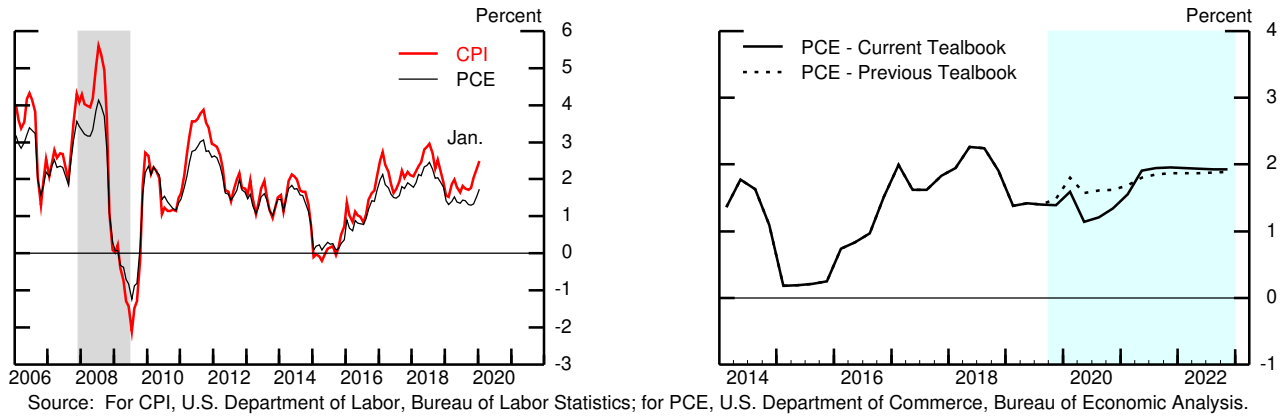 Percent
6
5
4
3
2
1
0
-1
-2
-3
CPI
PCE
Jan.
2006 2008 2010 2012 2014 2016 2018 2020
Percent
4
3
2
1
0
-1
PCE - Current Tealbook
PCE - Previous Tealbook
2014 2016 2018 2020 2022
Source: For CPI, U.S. Department of Labor, Bureau of Labor Statistics; for PCE, U.S. Department of Commerce, Bureau of Economic Analysis.